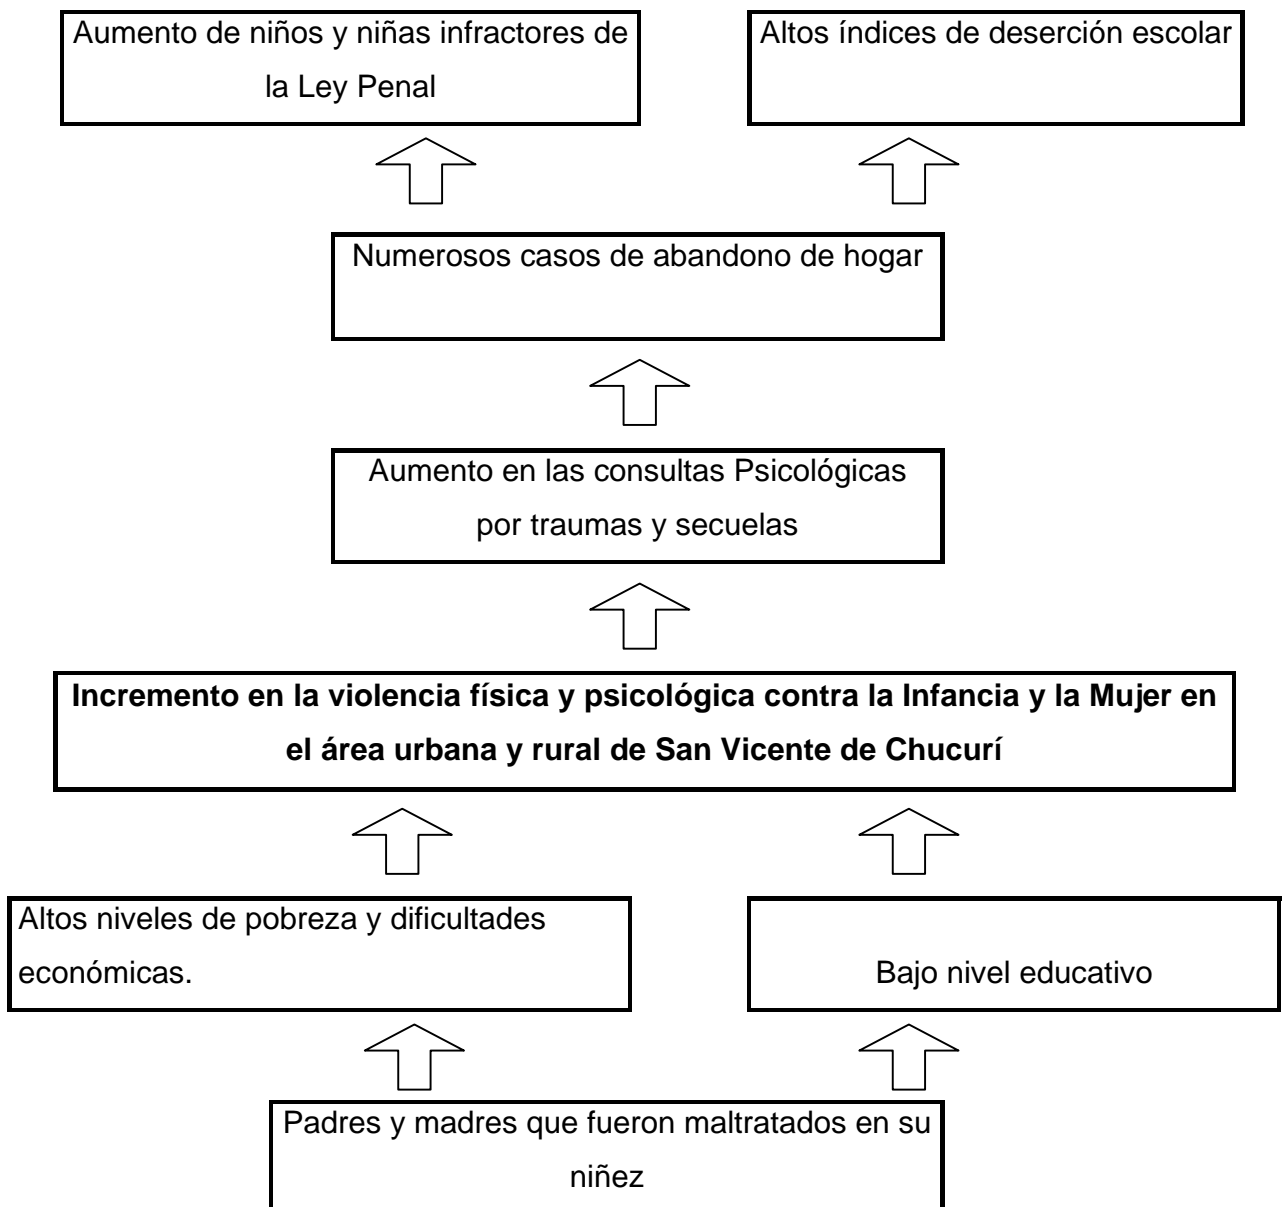 Aumento de niños y niñas infractores de
la Ley Penal
Altos índices de deserción escolar
Numerosos casos de abandono de hogar
Aumento en las consultas Psicológicas
por traumas y secuelas
Incremento en la violencia física y psicológica contra la Infancia y la Mujer en
el área urbana y rural de San Vicente de Chucurí
Altos niveles de pobreza y dificultades
económicas.
Bajo nivel educativo
Padres y madres que fueron maltratados en su
niñez